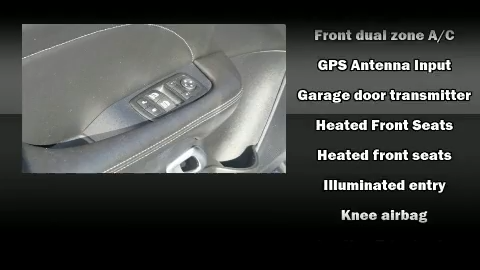 Front dual zone A/C
GPS Antenna Input
Garage door transmitter
Heated Front Seats
Heated front seats
Illuminated entry
Knee airbag